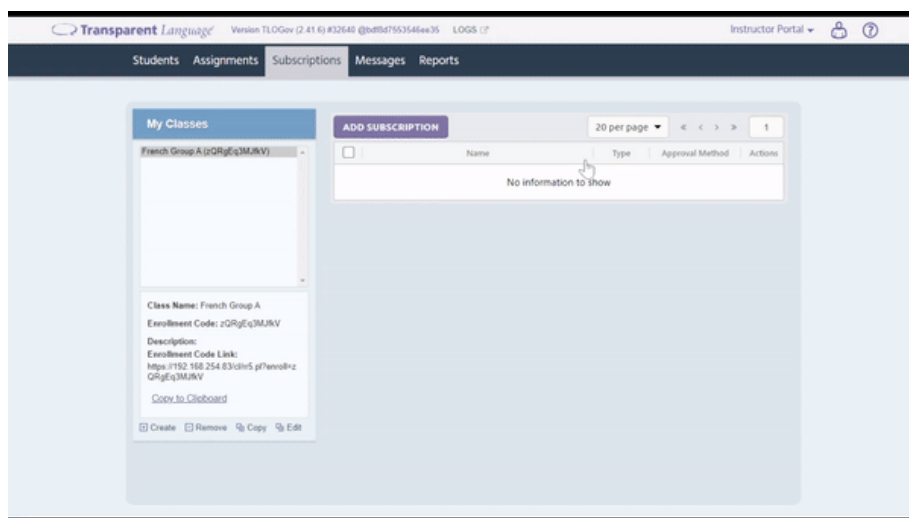 Transparent Language Version TLOGov (2.41.6) #32640 LOGS Instructor Portal
Students Assignments Subscriptions Messages Reports
My Classes
French Group A (zQRgEq3MJfkV)
Class Name: French Group A
Enrollment Code: zQRgEq3MJfkV
Description:
Enrollment Code Link:
https://192.168.254.83/cl/nr5.pl?enroll=z
QRgEq3MJfkV
Copy to Clipboard
Create Remove Copy Edit
ADD SUBSCRIPTION 20 per page « < > » 1
Name Type Approval Method Actions
No information to show